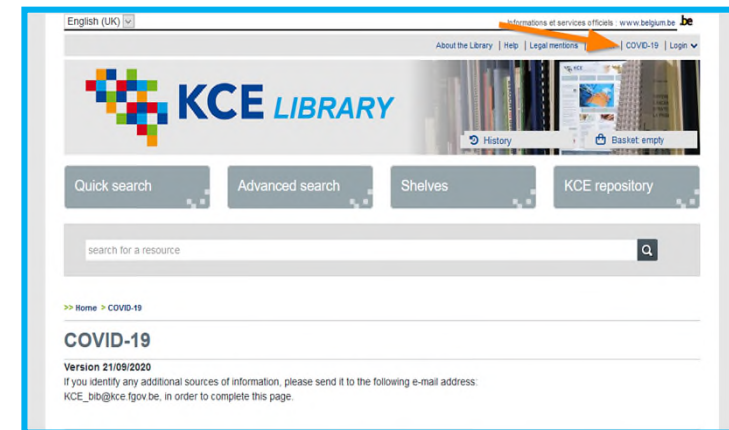 English (UK)
Informations et services officiels : www.belgium.be .be
About the Library | Help | Legal mentions | | COVID-19 | Login
KCE LIBRARY
History
Basket: empty
Quick search
Advanced search
Shelves
KCE repository
search for a resource
>> Home > COVID-19
COVID-19
Version 21/09/2020
If you identify any additional sources of information, please send it to the following e-mail address:
KCE_bib@kce.fgov.be, in order to complete this page.